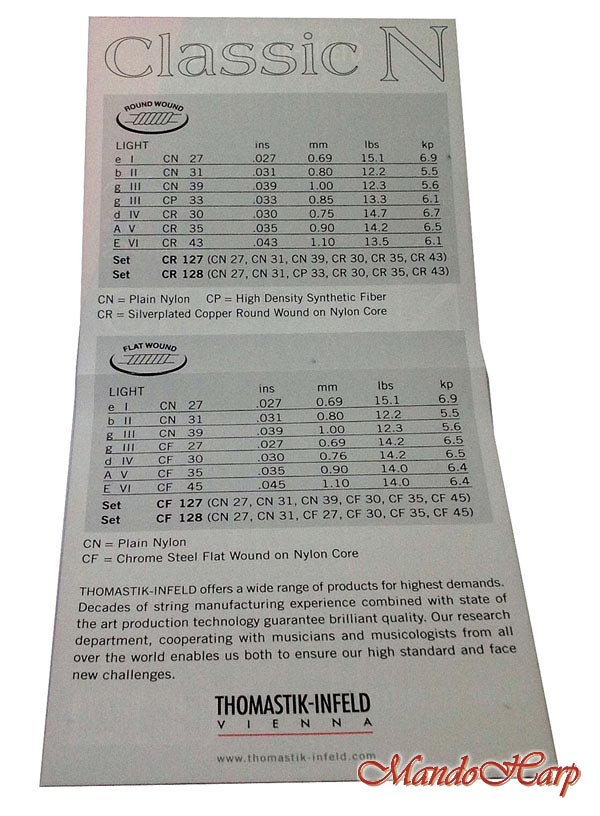 Classic N
ROUND WOUND
LIGHT ins mm lbs kp
e I CN 27 .027 0.69 15.1 6.9
b II CN 31 .031 0.80 12.2 5.5
g III CN 39 .039 1.00 12.3 5.6
g III CP 33 .033 0.85 13.3 6.1
d IV CR 30 .030 0.75 14.7 6.7
A V CR 35 .035 0.90 14.2 6.5
E VI CR 43 .043 1.10 13.5 6.1
Set CR 127 (CN 27, CN 31, CN 39, CR 30, CR 35, CR 43)
Set CR 128 (CN 27, CN 31, CP 33, CR 30, CR 35, CR 43)
CN = Plain Nylon CP = High Density Synthetic Fiber
CR = Silverplated Copper Round Wound on Nylon Core
FLAT WOUND
LIGHT ins mm lbs kp
e I CN 27 .027 0.69 15.1 6.9
b II CN 31 .031 0.80 12.2 5.5
g III CN 39 .039 1.00 12.3 5.6
g III CF 27 .027 0.69 14.2 6.5
d IV CF 30 .030 0.76 14.2 6.5
A V CF 35 .035 0.90 14.0 6.4
E VI CF 45 .045 1.10 14.0 6.4
Set CF 127 (CN 27, CN 31, CN 39, CF 30, CF 35, CF 45)
Set CF 128 (CN 27, CN 31, CF 27, CF 30, CF 35, CF 45)
CN = Plain Nylon
CF = Chrome Steel Flat Wound on Nylon Core
THOMASTIK-INFELD offers a wide range of products for highest demands.
Decades of string manufacturing experience combined with state of
the art production technology guarantee brilliant quality. Our research
department, cooperating with musicians and musicologists from all
over the world enables us both to ensure our high standard and face
new challenges.
THOMASTIK-INFELD
VIENNA
www.thomastik-infeld.com
MandoHarp